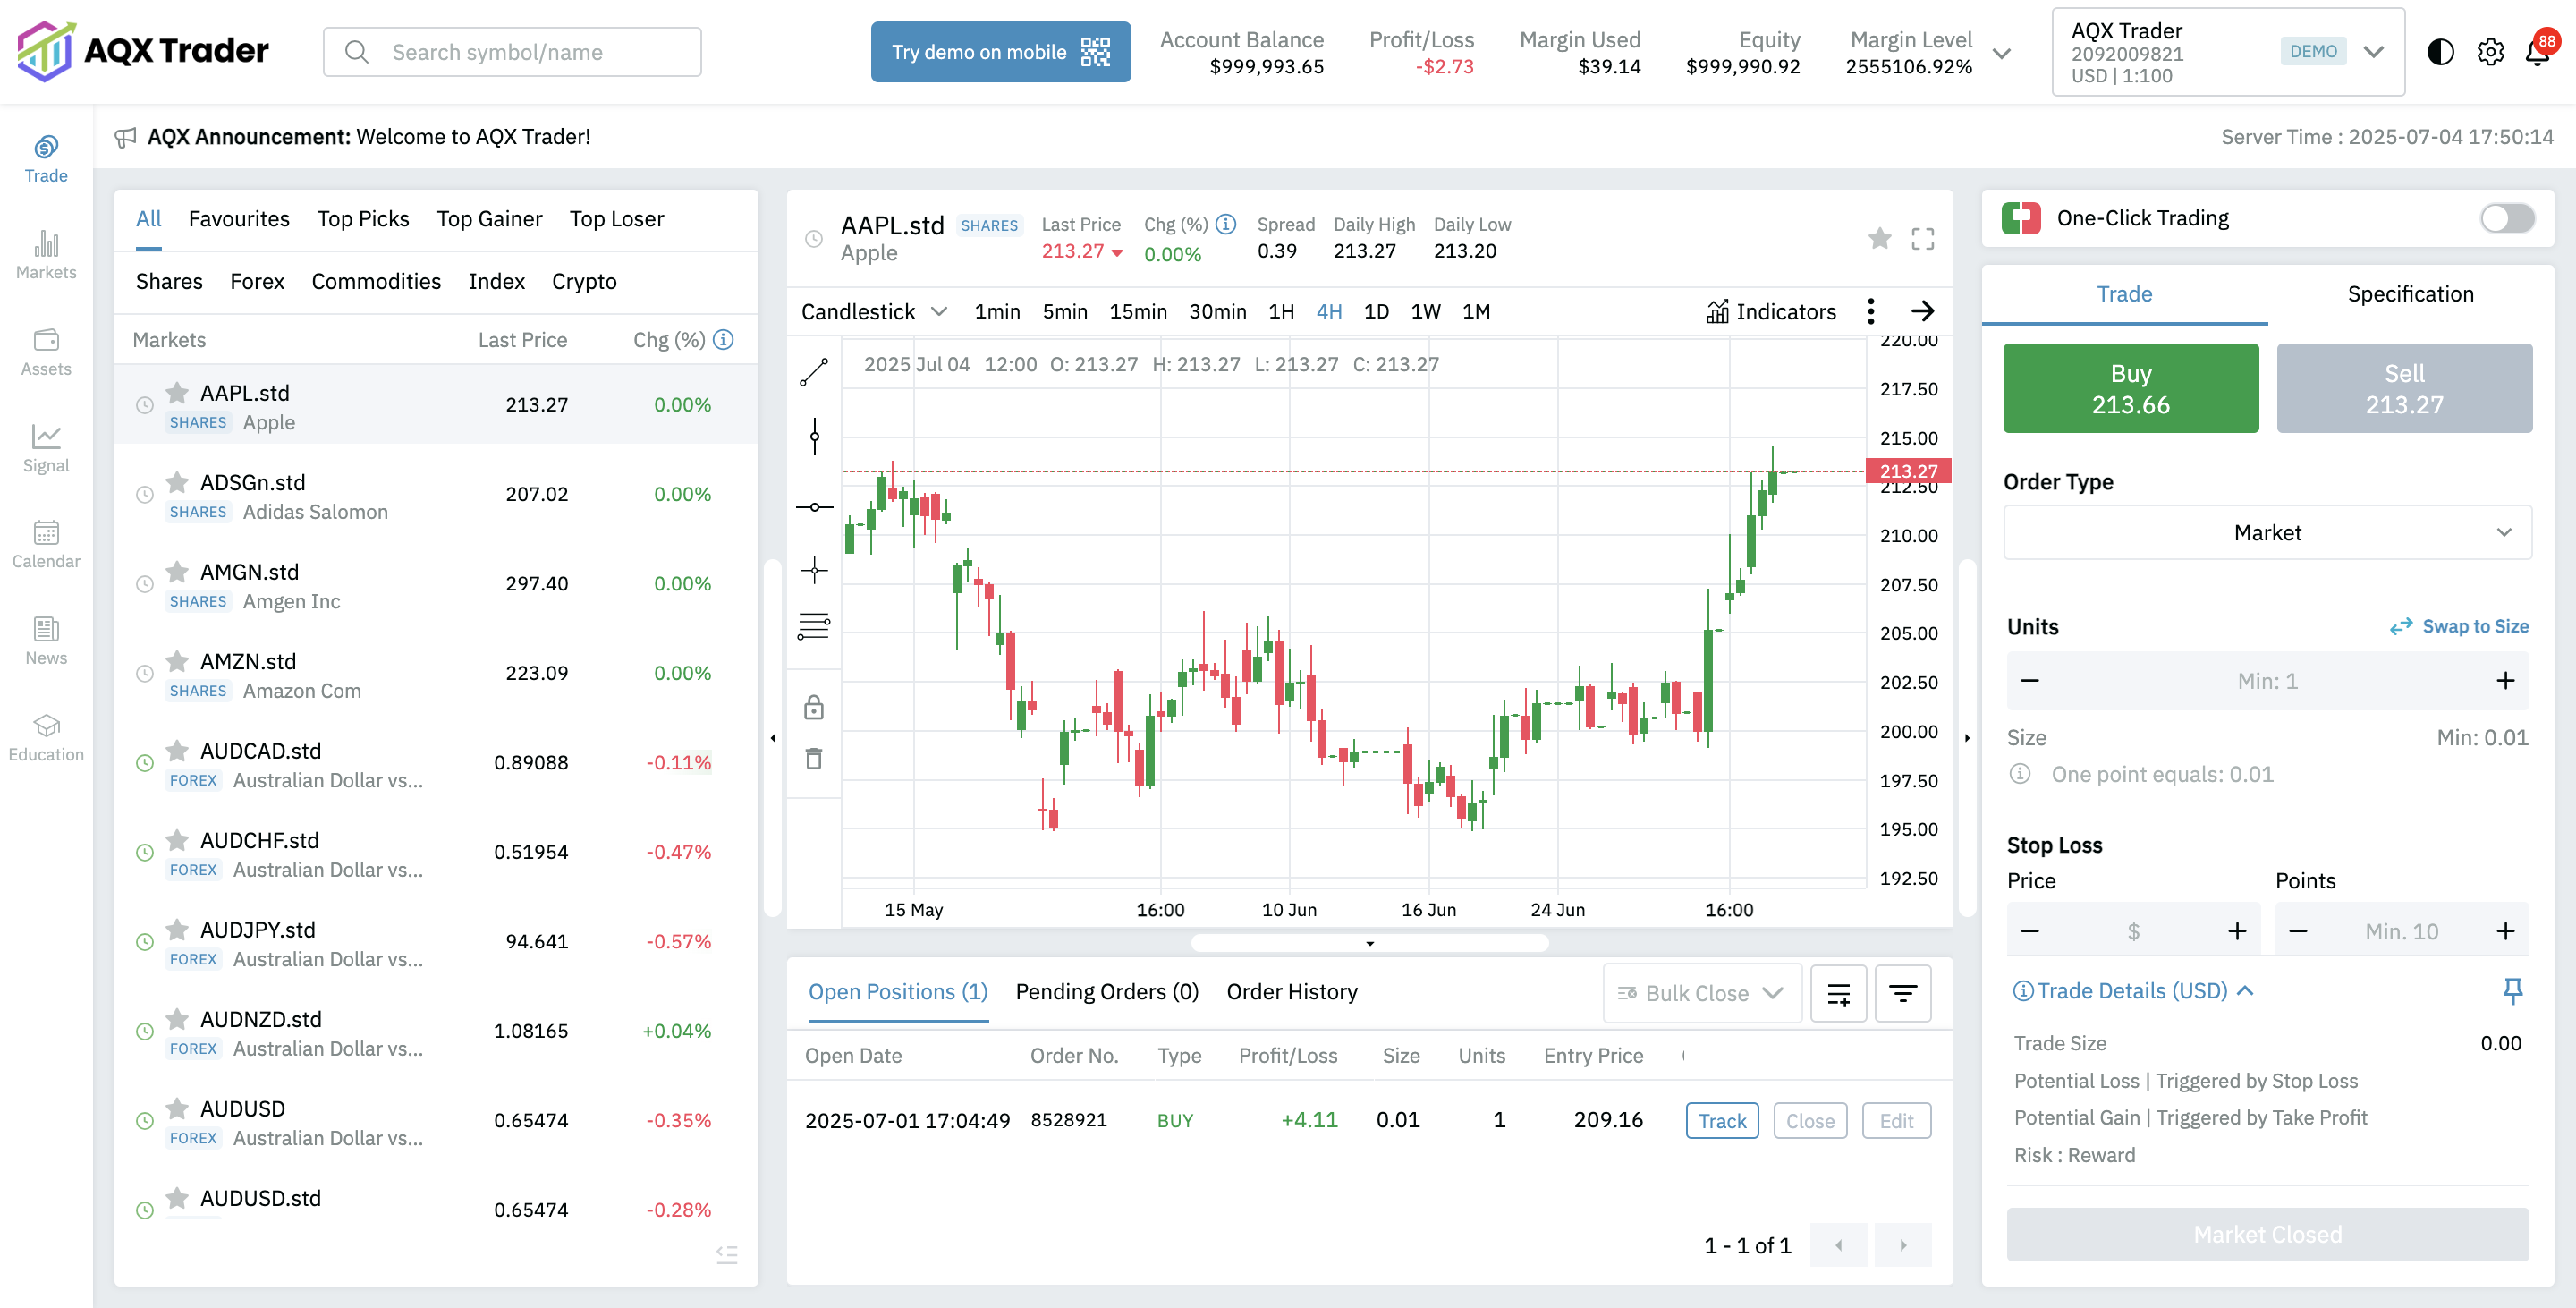 AQX Trader
Search symbol/name
Try demo on mobile
Account Balance
$999,993.65
Profit/Loss
-$2.73
Margin Used
$39.14
Equity
$999,990.92
Margin Level
2555106.92%
AQX Trader
2092009821
USD | 1:100
DEMO
88
AQX Announcement: Welcome to AQX Trader!
Server Time : 2025-07-04 17:50:14
Trade
Markets
Assets
Signal
Calendar
News
Education
All Favourites Top Picks Top Gainer Top Loser
Shares Forex Commodities Index Crypto
Markets Last Price Chg (%)
AAPL.std
SHARES Apple
213.27 0.00%
ADSGn.std
SHARES Adidas Salomon
207.02 0.00%
AMGN.std
SHARES Amgen Inc
297.40 0.00%
AMZN.std
SHARES Amazon Com
223.09 0.00%
AUDCAD.std
FOREX Australian Dollar vs...
0.89088 -0.11%
AUDCHF.std
FOREX Australian Dollar vs...
0.51954 -0.47%
AUDJPY.std
FOREX Australian Dollar vs...
94.641 -0.57%
AUDNZD.std
FOREX Australian Dollar vs...
1.08165 +0.04%
AUDUSD
FOREX Australian Dollar vs...
0.65474 -0.35%
AUDUSD.std
0.65474 -0.28%
AAPL.std SHARES
Apple
Last Price
213.27
Chg (%)
0.00%
Spread
0.39
Daily High
213.27
Daily Low
213.20
Candlestick 1min 5min 15min 30min 1H 4H 1D 1W 1M Indicators
2025 Jul 04 12:00 O: 213.27 H: 213.27 L: 213.27 C: 213.27
220.00
217.50
215.00
213.27
212.50
210.00
207.50
205.00
202.50
200.00
197.50
195.00
192.50
15 May 16:00 10 Jun 16 Jun 24 Jun 16:00
Open Positions (1) Pending Orders (0) Order History
Bulk Close
Open Date Order No. Type Profit/Loss Size Units Entry Price
2025-07-01 17:04:49 8528921 BUY +4.11 0.01 1 209.16 Track Close Edit
1 - 1 of 1
One-Click Trading
Trade Specification
Buy
213.66
Sell
213.27
Order Type
Market
Units
Swap to Size
Min: 1
Size Min: 0.01
One point equals: 0.01
Stop Loss
Price Points
$ Min. 10
Trade Details (USD)
Trade Size 0.00
Potential Loss | Triggered by Stop Loss
Potential Gain | Triggered by Take Profit
Risk : Reward
Market Closed